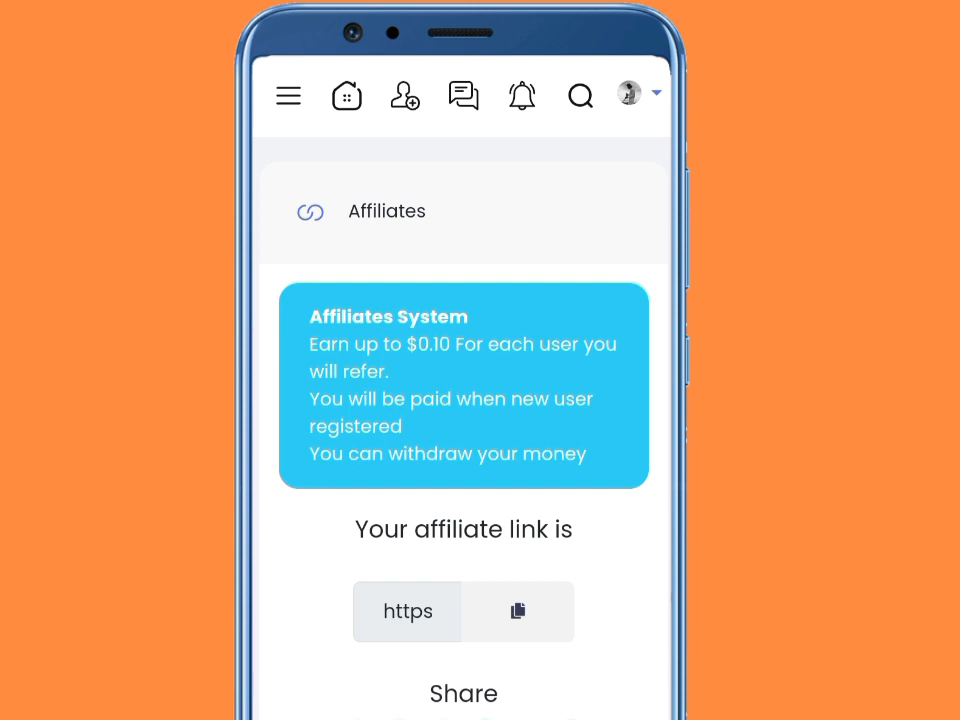 Affiliates
Affiliates System
Earn up to $0.10 For each user you
will refer.
You will be paid when new user
registered
You can withdraw your money
Your affiliate link is
https
Share